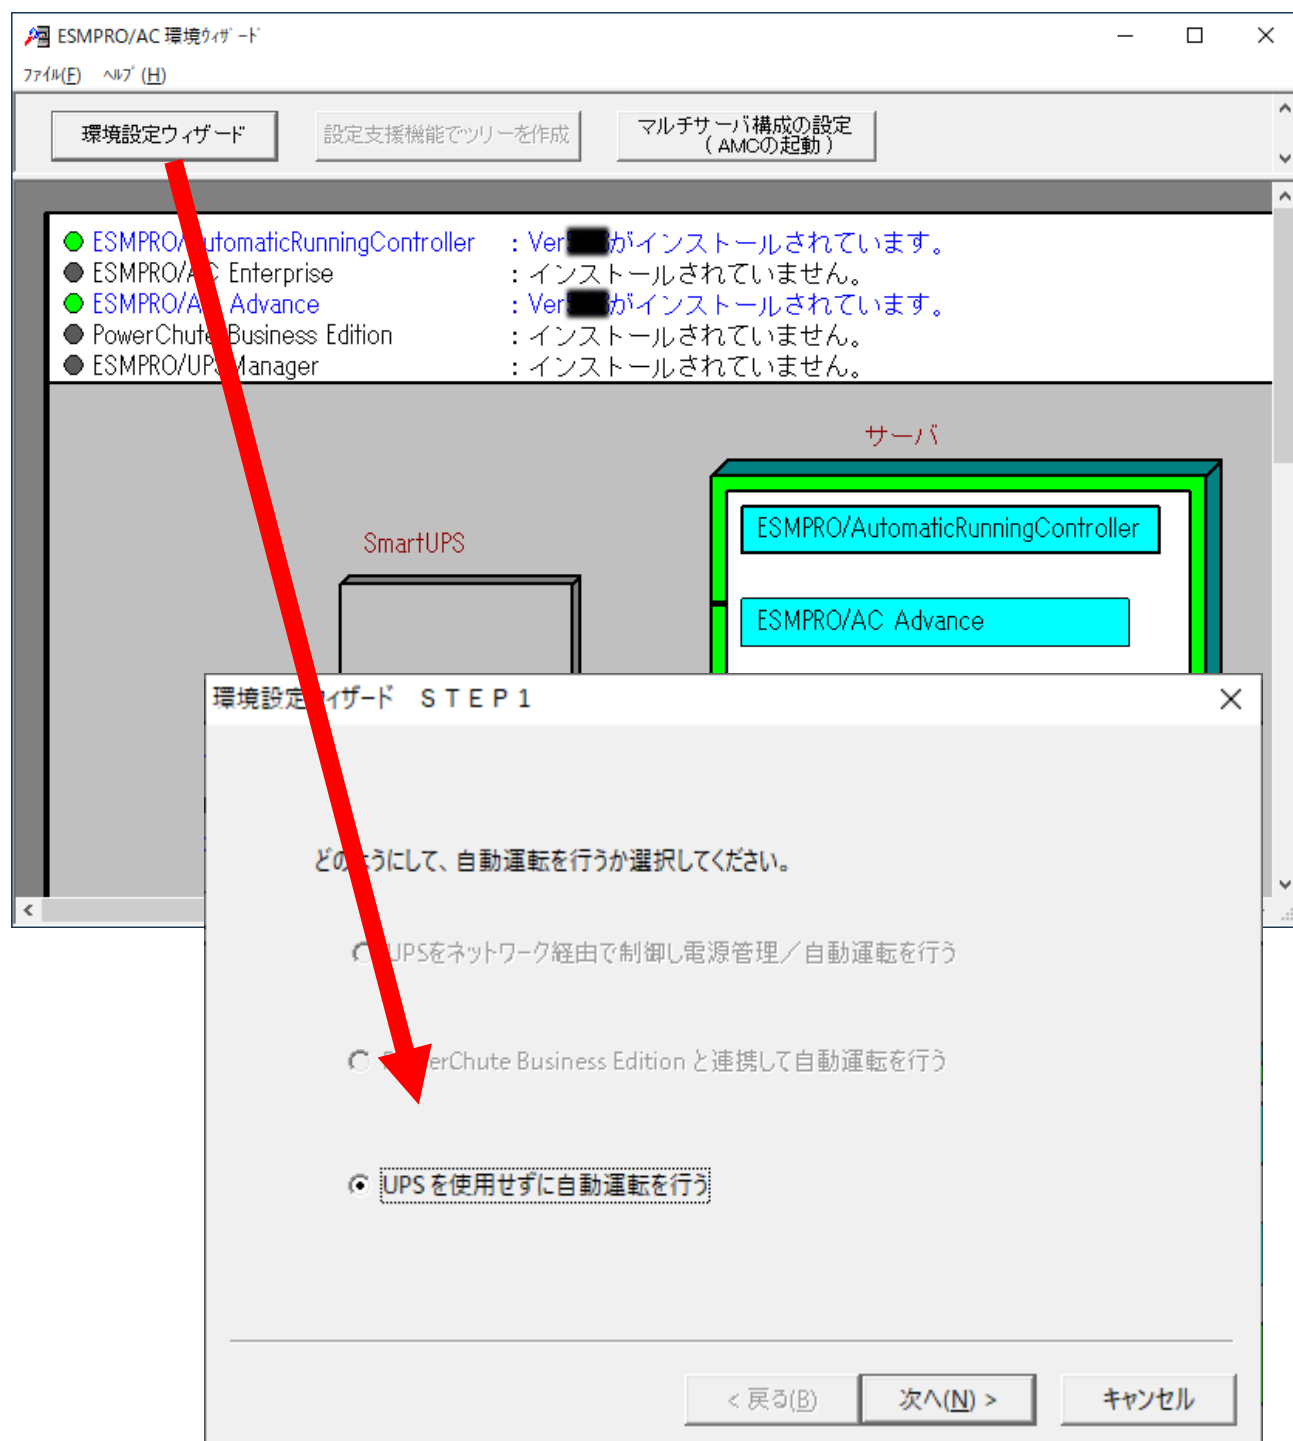 ESMPRO/AC 環境ｳｨｻﾞｰﾄﾞ
ﾌｧｲﾙ(F) ﾍﾙﾌﾟ(H)
環境設定ウィザード 設定支援機能でツリーを作成 マルチサーバ構成の設定
(AMCの起動)
ESMPRO/ utomaticRunningController : Ver がインストールされています。
ESMPRO/A C Enterprise : インストールされていません。
ESMPRO/A Advance : Ver がインストールされています。
PowerChute Business Edition : インストールされていません。
ESMPRO/UPS Manager : インストールされていません。
サーバ
SmartUPS
ESMPRO/AutomaticRunningController
ESMPRO/AC Advance
環境設定 ィザード ＳＴＥＰ１
どの うにして、自動運転を行うか選択してください。
UPSをネットワーク経由で制御し電源管理／自動運転を行う
P erChute Business Edition と連携して自動運転を行う
UPS を使用せずに自動運転を行う
< 戻る(B) 次へ(N) > キャンセル